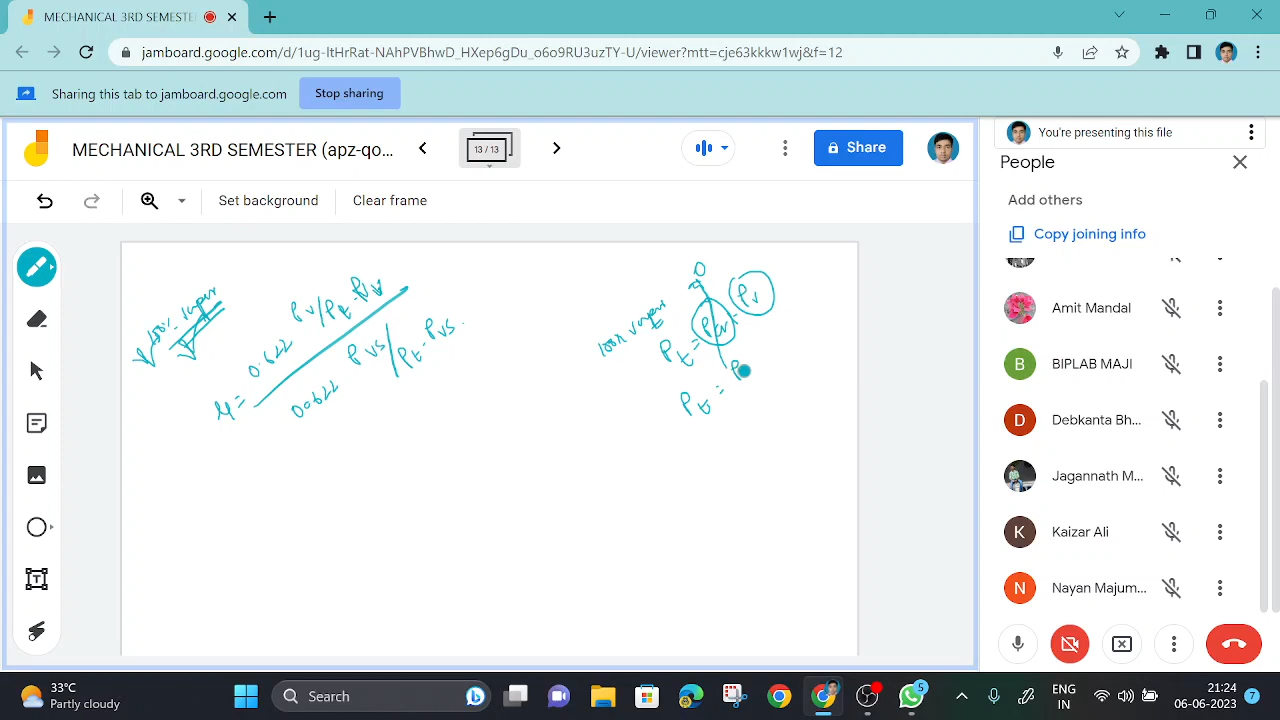 MECHANICAL 3RD SEMESTE
jamboard.google.com/d/1ug-ltHrRat-NAhPVBhwD_HXep6gDu_o6o9RU3uzTY-U/viewer?mtt=cje63kkkw1wj&f=12
Sharing this tab to jamboard.google.com
Stop sharing
MECHANICAL 3RD SEMESTER (apz-qo...
13 / 13
Share
You're presenting this file
People
Set background
Clear frame
Add others
Copy joining info
Amit Mandal
B
BIPLAB MAJI
D
Debkanta Bh...
Jagannath M...
K
Kaizar Ali
N
Nayan Majum...
100% vapour
0.622 Pv/Pt-Pv
μ=
0.622 Pvs/Pt-Pvs
100% vapour
0
Pt = Pa+ Pv
Pt = P
33°C
Partly cloudy
Search
5
ENG
IN
21:24
06-06-2023
7